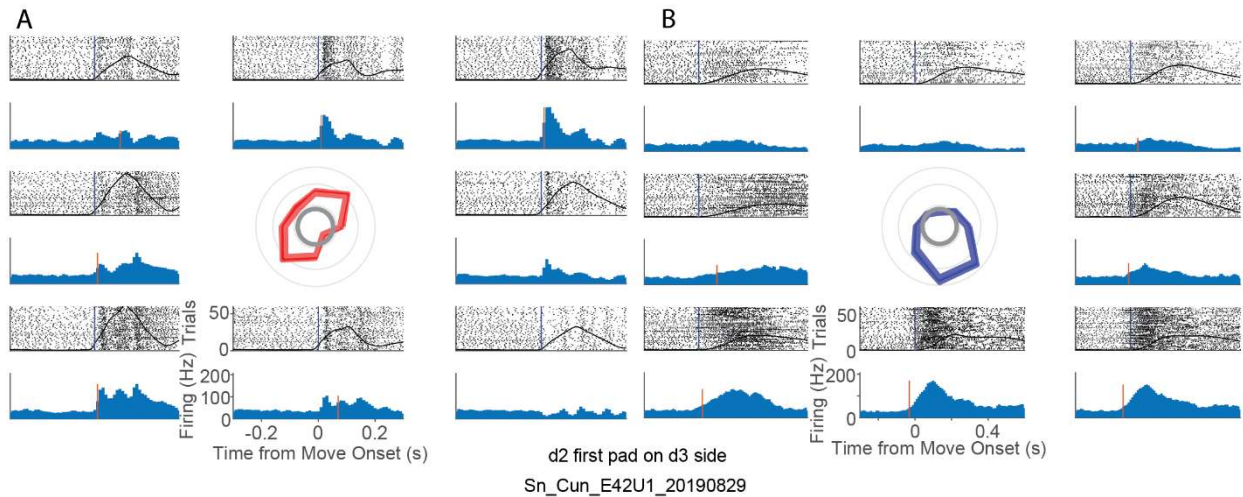 A
B
50
0
Trials
200
100
0
Firing (Hz)
-0.2
0
0.2
Time from Move Onset (s)
50
0
Trials
200
100
0
Firing (Hz)
0
0.4
Time from Move Onset (s)
d2 first pad on d3 side
Sn_Cun_E42U1_20190829